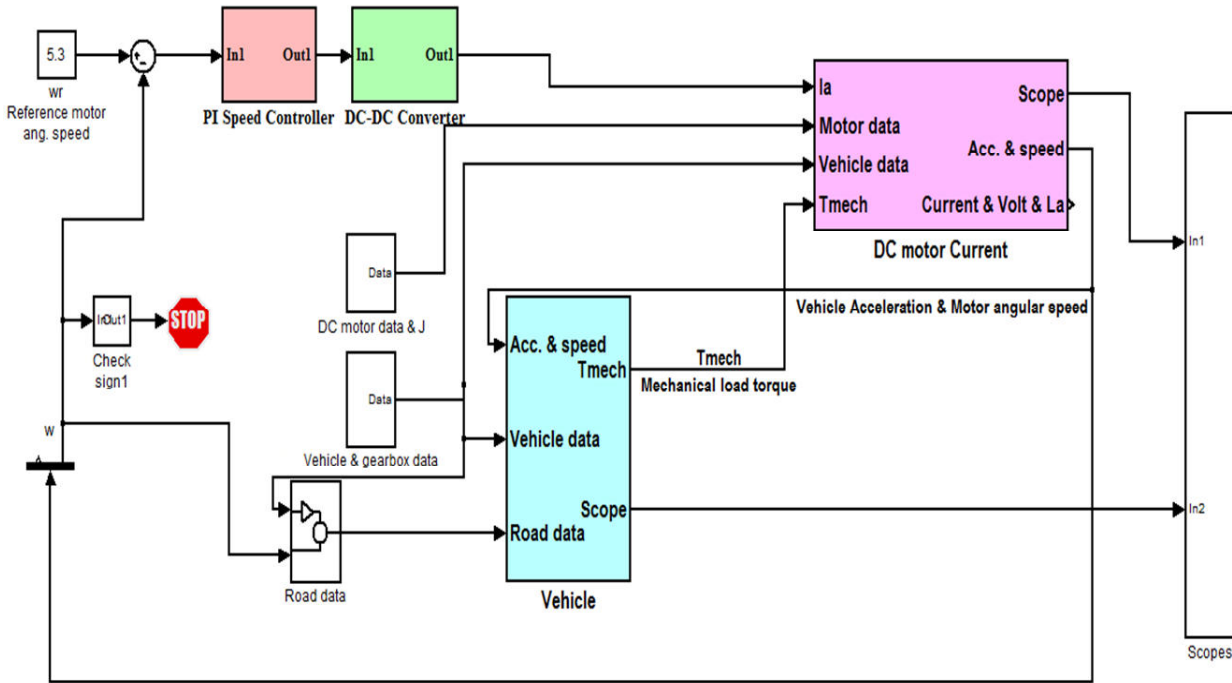 5.3
wr
Reference motor
ang. speed
In1
Out1
PI Speed Controller
In1
Out1
DC-DC Converter
Ia
Motor data
Vehicle data
Tmech
Scope
Acc. & speed
Current & Volt & La
DC motor Current
Data
DC motor data & J
Data
Vehicle & gearbox data
Out1
Check
sign1
STOP
w
Road data
Acc. & speed
Vehicle data
Road data
Tmech
Scope
Vehicle
Tmech
Mechanical load torque
Vehicle Acceleration & Motor angular speed
In1
In2
Scopes